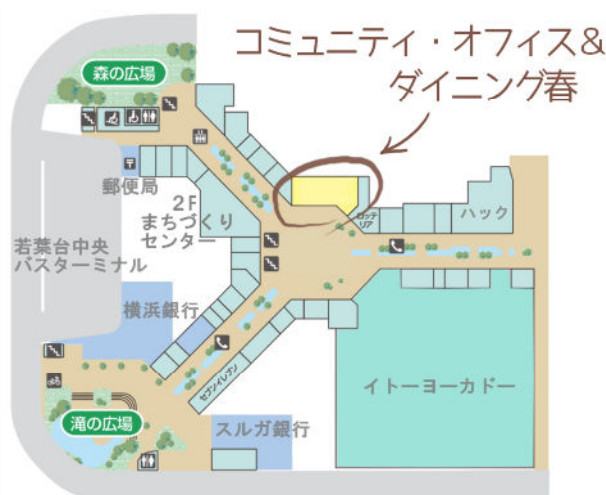 コミュニティ・オフィス&
ダイニング春
森の広場
〒
郵便局
2F
まちづくり
センター
ロッテ
リア
ハック
若葉台中央
バスターミナル
横浜銀行
セブンイレブン
イトーヨーカドー
滝の広場
スルガ銀行